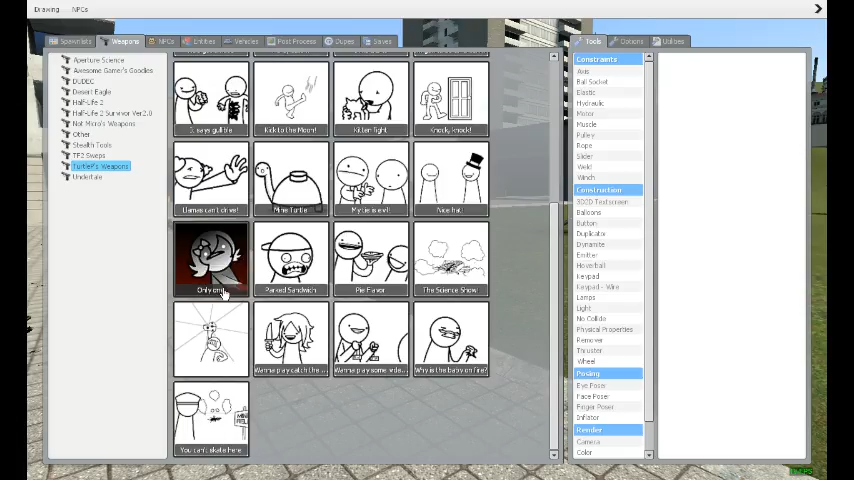 Drawing NPCs
Spawnlists Weapons NPCs Entities Vehicles Post Process Dupes Saves
Tools Options Utilities
Aperture Science
Awesome Gamer's Goodies
DUDEC
Desert Eagle
Half-Life 2
Half-Life 2 Survivor Ver2.0
Not Micro's Weapons
Other
Stealth Tools
TF2 Sweps
Turtle's Weapons
Undertale
Kick to the Moon!
Kitten fight
Knock, knock!
Llamas can't drive!
Mine Turtle
My tie is evil!
Nice hat!
Parked Sandwich
Pie Flavor
The Science Show!
Wanna play catch the ...
Wanna play some vide...
Why is the baby on fire?
You can't skate here
MINE
FIELD
Constraints
Axis
Ball Socket
Elastic
Hydraulic
Motor
Muscle
Pulley
Rope
Slider
Weld
Winch
Construction
3D2D Textscreen
Balloons
Button
Duplicator
Dynamite
Emitter
Hoverball
Keypad
Keypad - Wire
Lamps
Light
No Collide
Physical Properties
Remover
Thruster
Wheel
Posing
Eye Poser
Face Poser
Finger Poser
Inflator
Render
Camera
Color